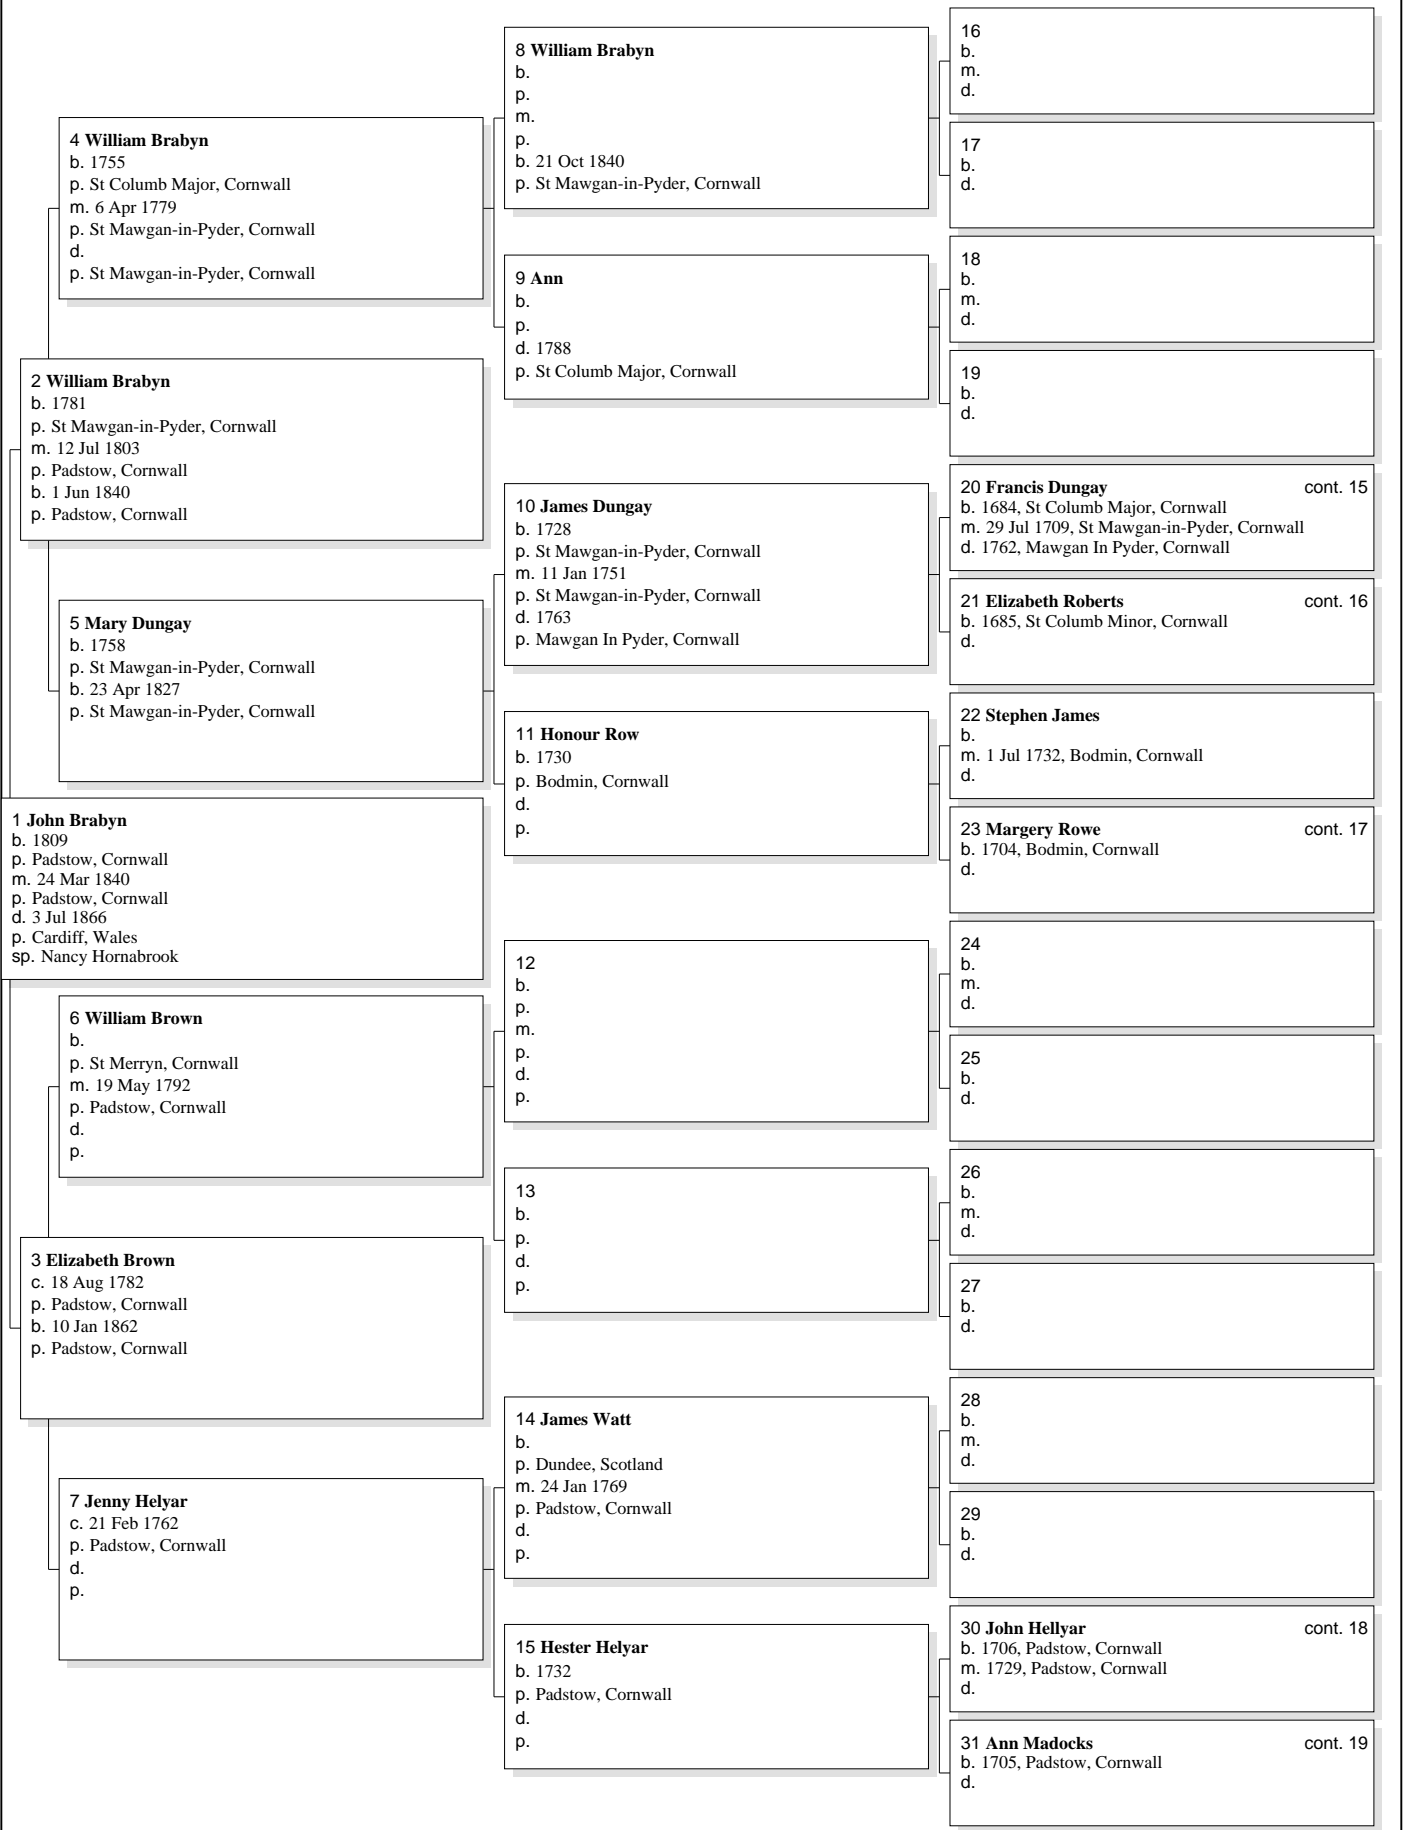 8 William Brabyn
b.
p.
m.
p.
b. 21 Oct 1840
p. St Mawgan-in-Pyder, Cornwall
16
b.
m.
d.
17
b.
d.
4 William Brabyn
b. 1755
p. St Columb Major, Cornwall
m. 6 Apr 1779
p. St Mawgan-in-Pyder, Cornwall
d.
p. St Mawgan-in-Pyder, Cornwall
9 Ann
b.
p.
d. 1788
p. St Columb Major, Cornwall
18
b.
m.
d.
19
b.
d.
2 William Brabyn
b. 1781
p. St Mawgan-in-Pyder, Cornwall
m. 12 Jul 1803
p. Padstow, Cornwall
b. 1 Jun 1840
p. Padstow, Cornwall
10 James Dungay
b. 1728
p. St Mawgan-in-Pyder, Cornwall
m. 11 Jan 1751
p. St Mawgan-in-Pyder, Cornwall
d. 1763
p. Mawgan In Pyder, Cornwall
20 Francis Dungay cont. 15
b. 1684, St Columb Major, Cornwall
m. 29 Jul 1709, St Mawgan-in-Pyder, Cornwall
d. 1762, Mawgan In Pyder, Cornwall
21 Elizabeth Roberts cont. 16
b. 1685, St Columb Minor, Cornwall
d.
5 Mary Dungay
b. 1758
p. St Mawgan-in-Pyder, Cornwall
b. 23 Apr 1827
p. St Mawgan-in-Pyder, Cornwall
11 Honour Row
b. 1730
p. Bodmin, Cornwall
d.
p.
22 Stephen James
b.
m. 1 Jul 1732, Bodmin, Cornwall
d.
23 Margery Rowe cont. 17
b. 1704, Bodmin, Cornwall
d.
1 John Brabyn
b. 1809
p. Padstow, Cornwall
m. 24 Mar 1840
p. Padstow, Cornwall
d. 3 Jul 1866
p. Cardiff, Wales
sp. Nancy Hornabrook
6 William Brown
b.
p. St Merryn, Cornwall
m. 19 May 1792
p. Padstow, Cornwall
d.
p.
12
b.
p.
m.
p.
d.
p.
24
b.
m.
d.
25
b.
d.
13
b.
p.
d.
p.
26
b.
m.
d.
27
b.
d.
3 Elizabeth Brown
c. 18 Aug 1782
p. Padstow, Cornwall
b. 10 Jan 1862
p. Padstow, Cornwall
14 James Watt
b.
p. Dundee, Scotland
m. 24 Jan 1769
p. Padstow, Cornwall
d.
p.
28
b.
m.
d.
29
b.
d.
7 Jenny Helyar
c. 21 Feb 1762
p. Padstow, Cornwall
d.
p.
15 Hester Helyar
b. 1732
p. Padstow, Cornwall
d.
p.
30 John Hellyar cont. 18
b. 1706, Padstow, Cornwall
m. 1729, Padstow, Cornwall
d.
31 Ann Madocks cont. 19
b. 1705, Padstow, Cornwall
d.